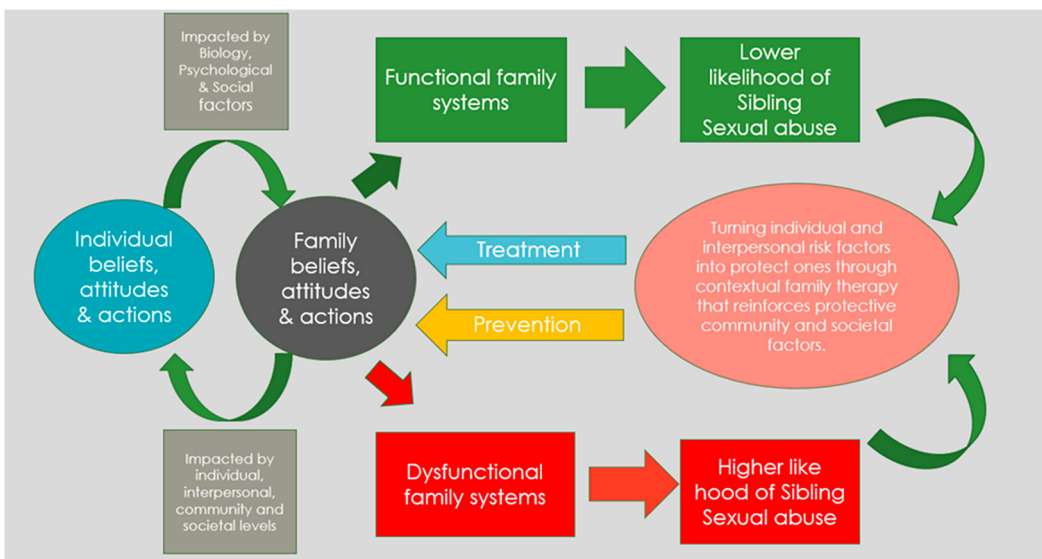 Impacted by
Biology,
Psychological
& Social
factors
Functional family
systems
Lower
likelihood of
Sibling
Sexual abuse
Individual
beliefs,
attitudes
& actions
Family
beliefs,
attitudes
& actions
Treatment
Prevention
Turning individual and
interpersonal risk factors
into protect ones through
contextual family therapy
that reinforces protective
community and societal
factors.
Impacted by
individual,
interpersonal,
community and
societal levels
Dysfunctional
family systems
Higher like
hood of Sibling
Sexual abuse